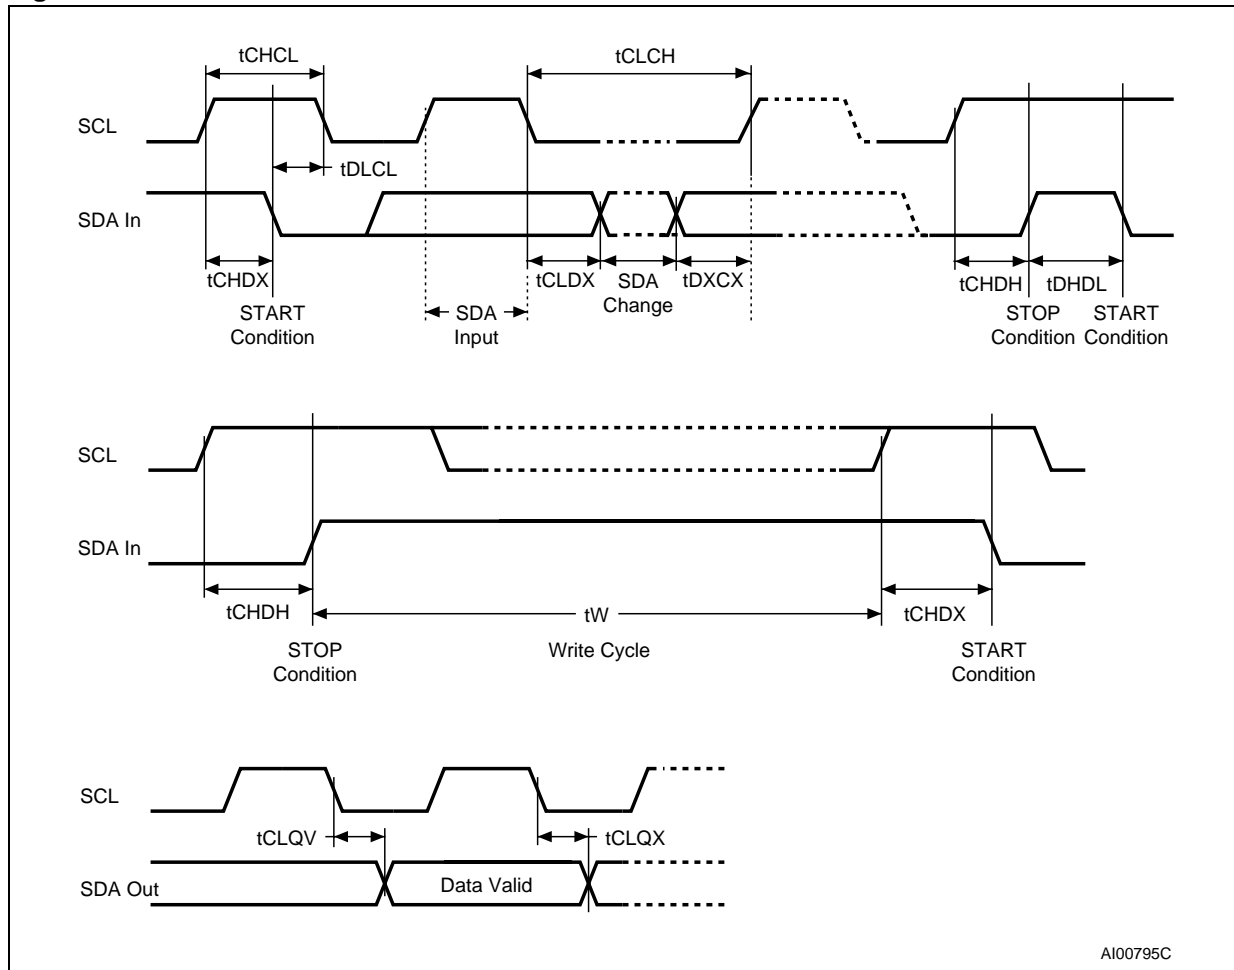 tCHCL
tCLCH
SCL
tDLCL
SDA In
tCHDX
tCLDX
SDA
Change
tDXCX
tCHDH
tDHDL
START
Condition
SDA
Input
STOP
Condition
START
Condition
SCL
SDA In
tCHDH
tW
tCHDX
STOP
Condition
Write Cycle
START
Condition
SCL
tCLQV
tCLQX
SDA Out
Data Valid
AI00795C